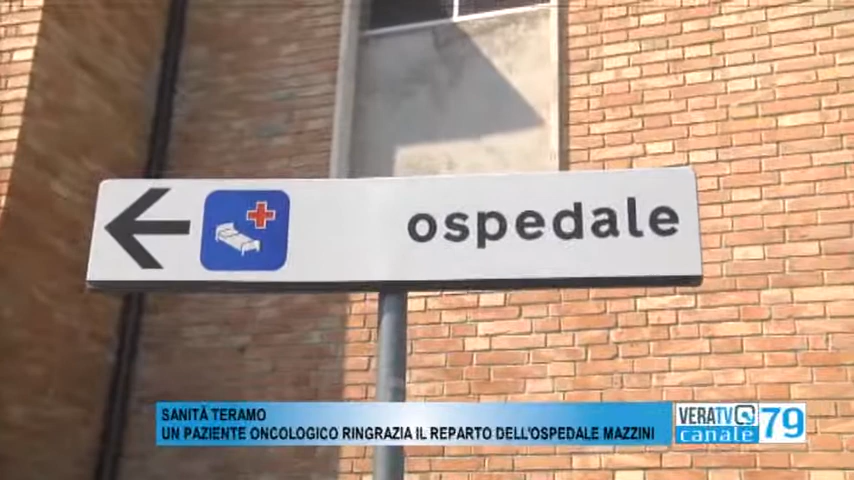 ospedale
SANITÀ TERAMO
UN PAZIENTE ONCOLOGICO RINGRAZIA IL REPARTO DELL'OSPEDALE MAZZINI
VERATV
canale 79